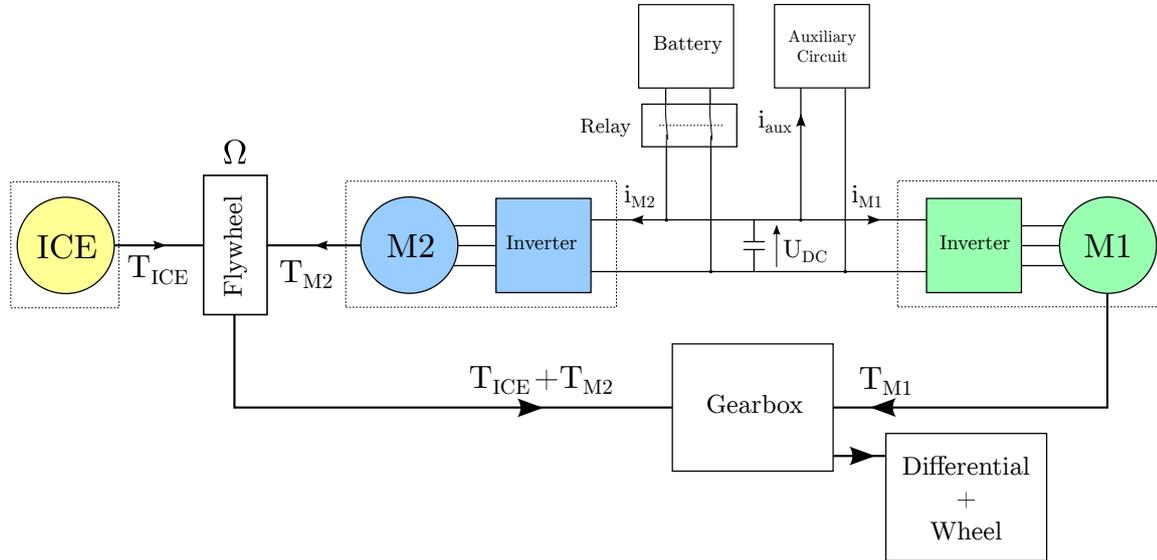 Battery
Auxiliary
Circuit
Relay
i_aux
Ω
i_M2
i_M1
ICE
Flywheel
M2
Inverter
U_DC
Inverter
M1
T_ICE
T_M2
T_ICE+T_M2
T_M1
Gearbox
Differential
+
Wheel